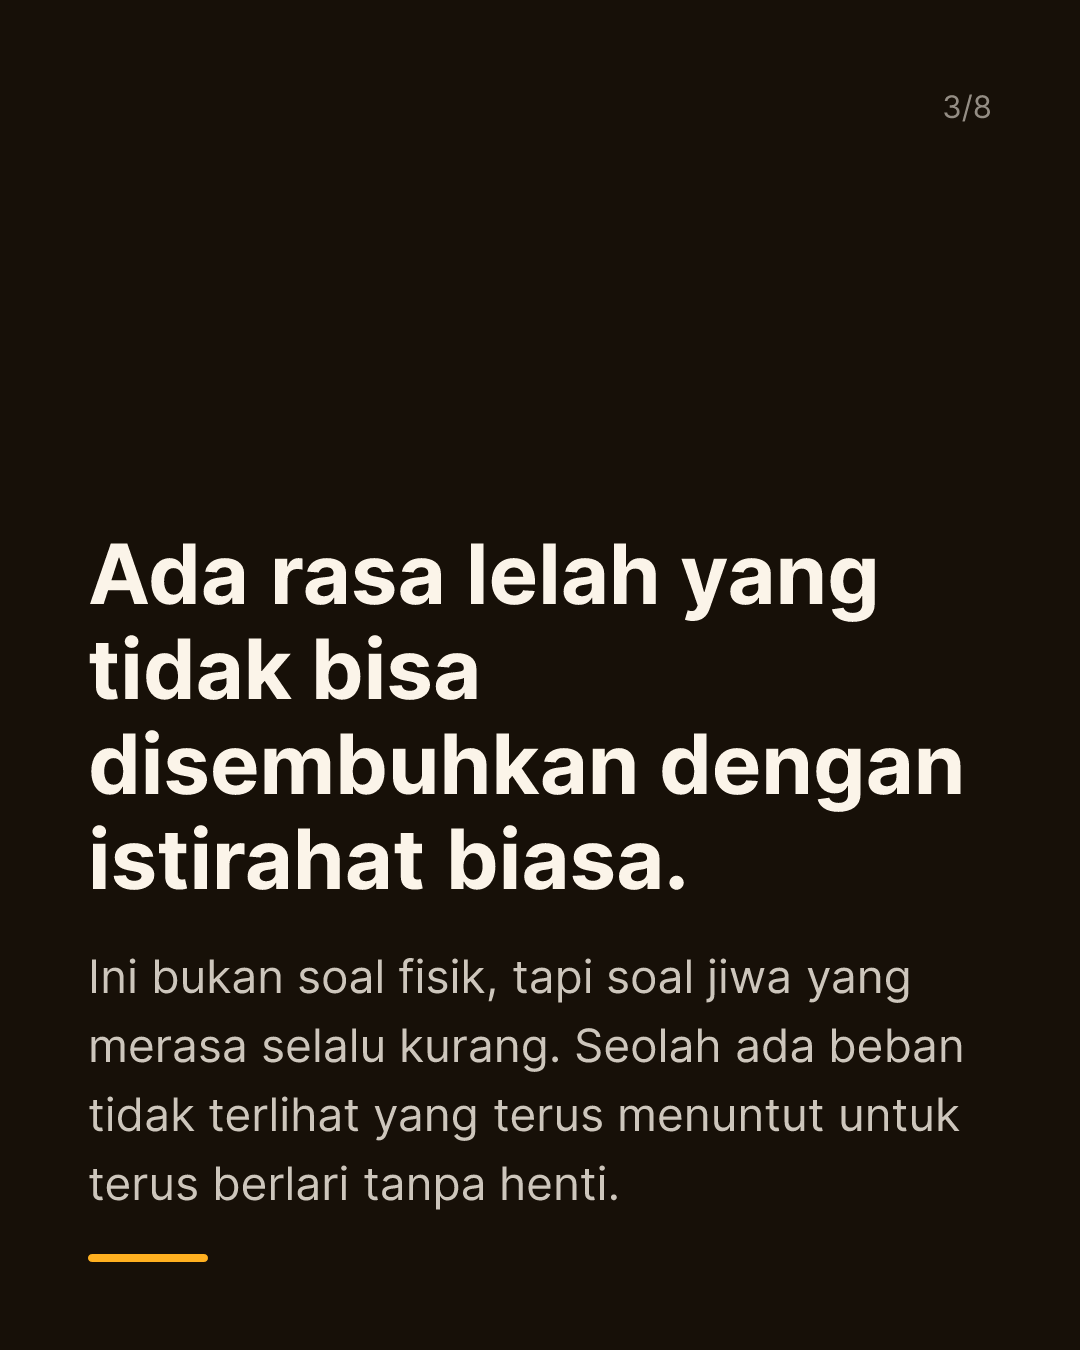 3/8
Ada rasa lelah yang
tidak bisa
disembuhkan dengan
istirahat biasa.
Ini bukan soal fisik, tapi soal jiwa yang
merasa selalu kurang. Seolah ada beban
tidak terlihat yang terus menuntut untuk
terus berlari tanpa henti.